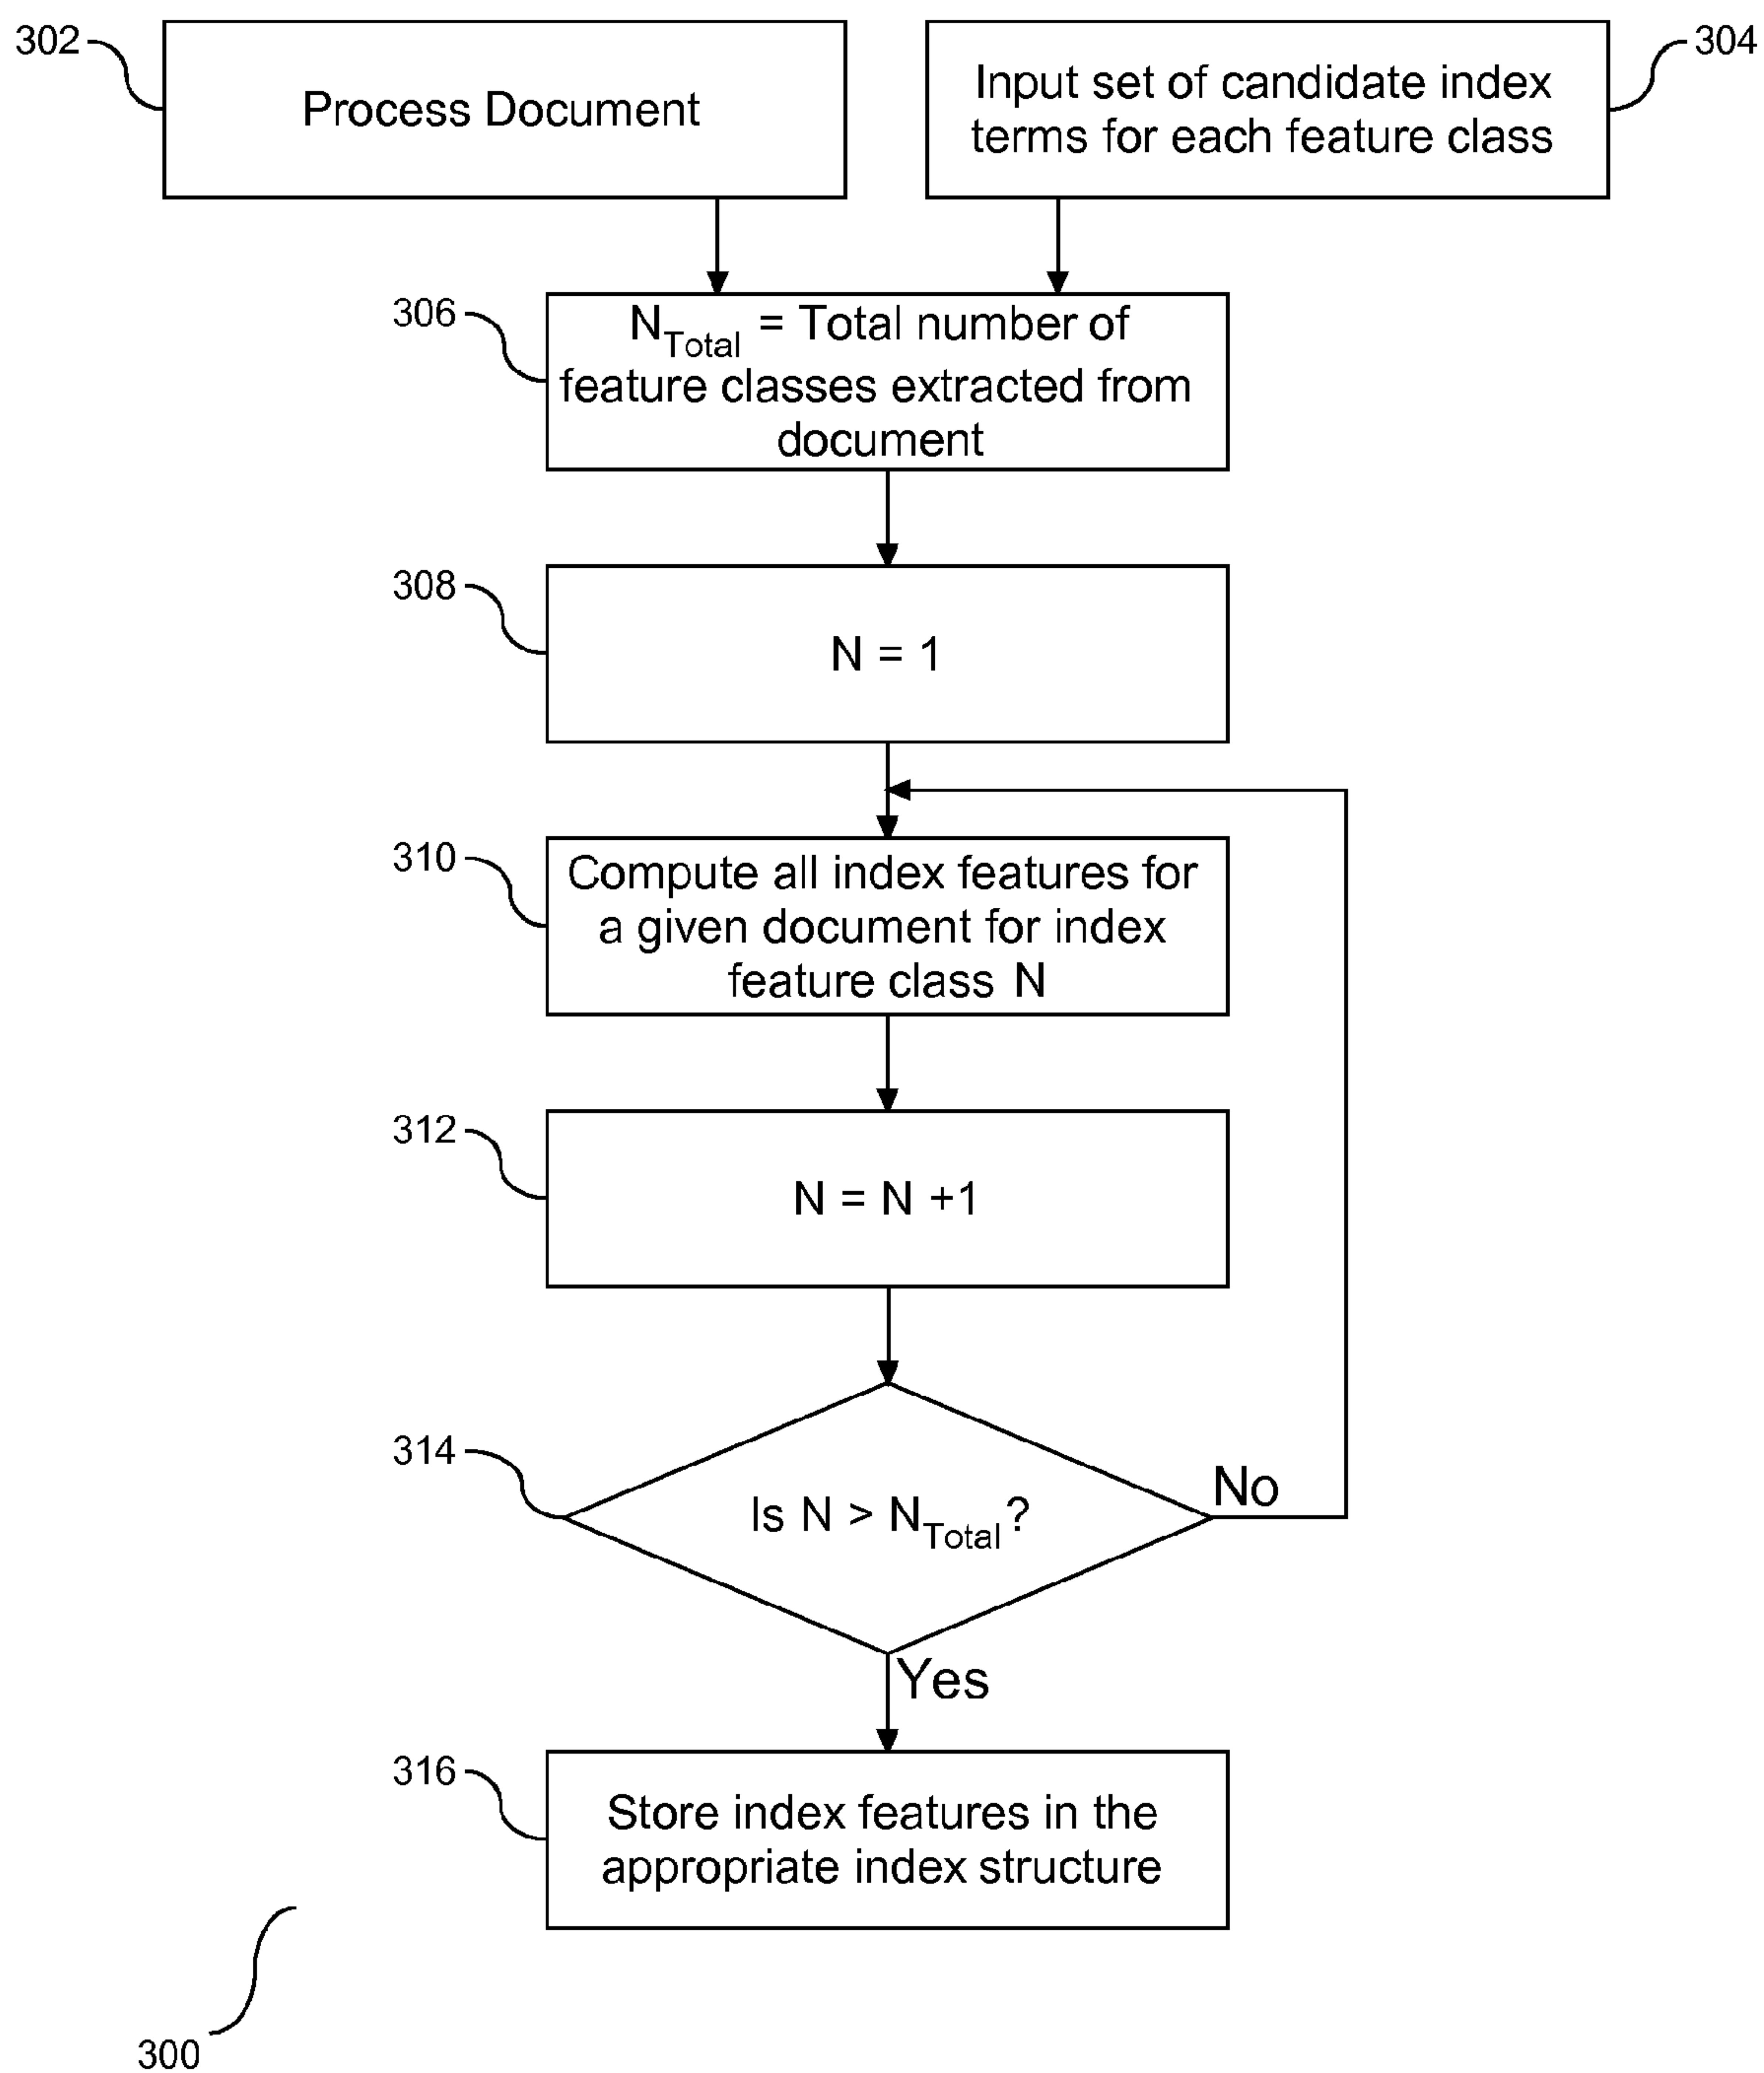 302
Process Document
Input set of candidate index
terms for each feature class
304
306
N_Total = Total number of
feature classes extracted from
document
308
N = 1
310
Compute all index features for
a given document for index
feature class N
312
N = N +1
314
Is N > N_Total?
No
Yes
316
Store index features in the
appropriate index structure
300